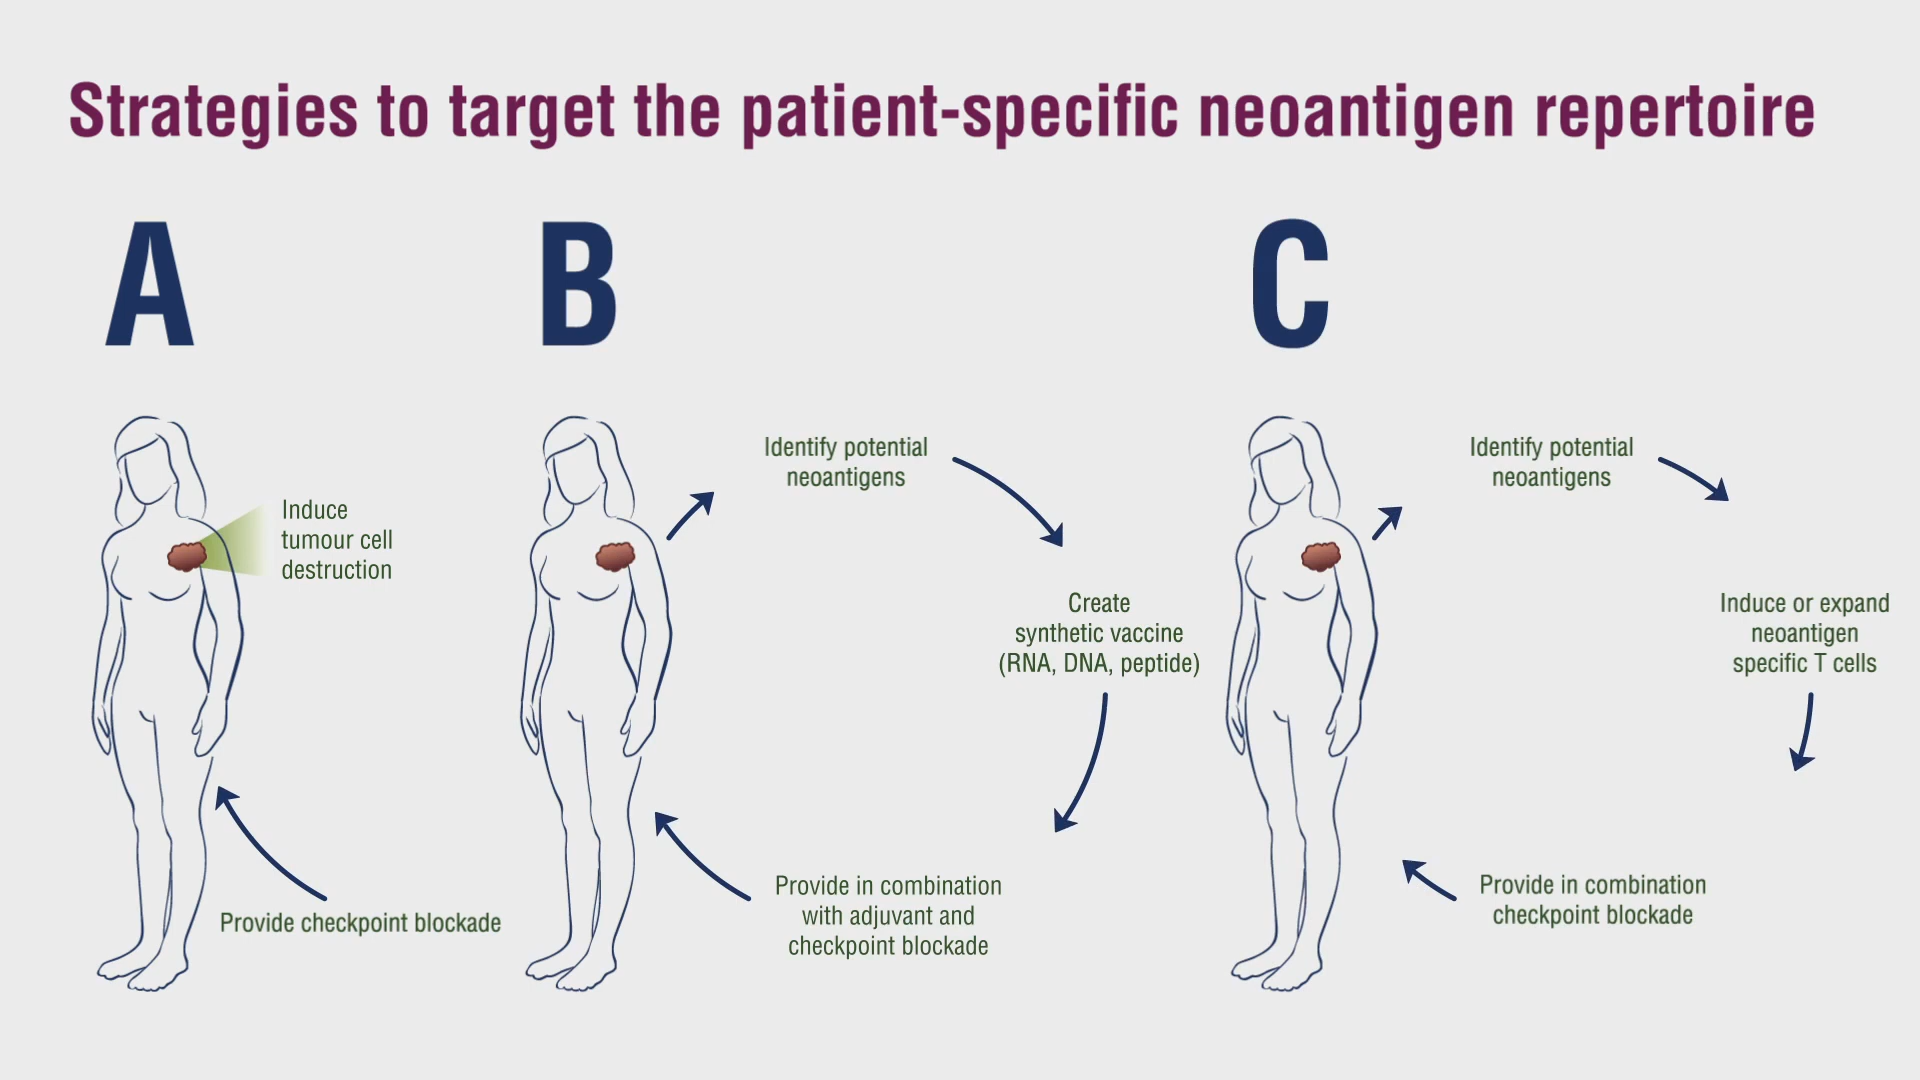 Strategies to target the patient-specific neoantigen repertoire
A
Induce
tumour cell
destruction
Provide checkpoint blockade
B
Identify potential
neoantigens
Create
synthetic vaccine
(RNA, DNA, peptide)
Provide in combination
with adjuvant and
checkpoint blockade
C
Identify potential
neoantigens
Induce or expand
neoantigen
specific T cells
Provide in combination
checkpoint blockade